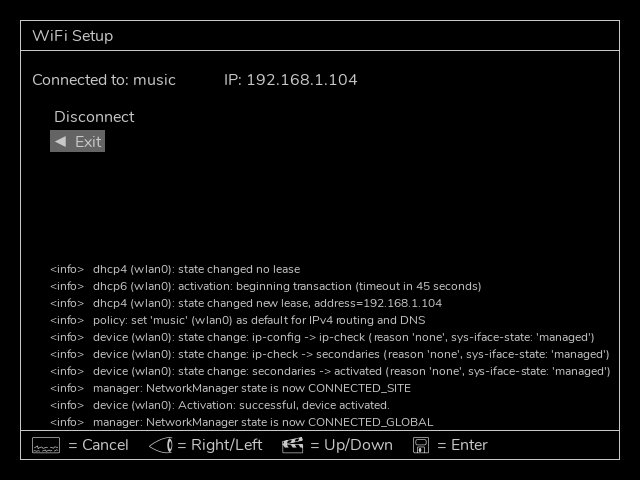 WiFi Setup
Connected to: music IP: 192.168.1.104
Disconnect
◄ Exit
<info> dhcp4 (wlan0): state changed no lease
<info> dhcp6 (wlan0): activation: beginning transaction (timeout in 45 seconds)
<info> dhcp4 (wlan0): state changed new lease, address=192.168.1.104
<info> policy: set 'music' (wlan0) as default for IPv4 routing and DNS
<info> device (wlan0): state change: ip-config -> ip-check (reason 'none', sys-iface-state: 'managed')
<info> device (wlan0): state change: ip-check -> secondaries (reason 'none', sys-iface-state: 'managed')
<info> device (wlan0): state change: secondaries -> activated (reason 'none', sys-iface-state: 'managed')
<info> manager: NetworkManager state is now CONNECTED_SITE
<info> device (wlan0): Activation: successful, device activated.
<info> manager: NetworkManager state is now CONNECTED_GLOBAL
= Cancel = Right/Left = Up/Down = Enter